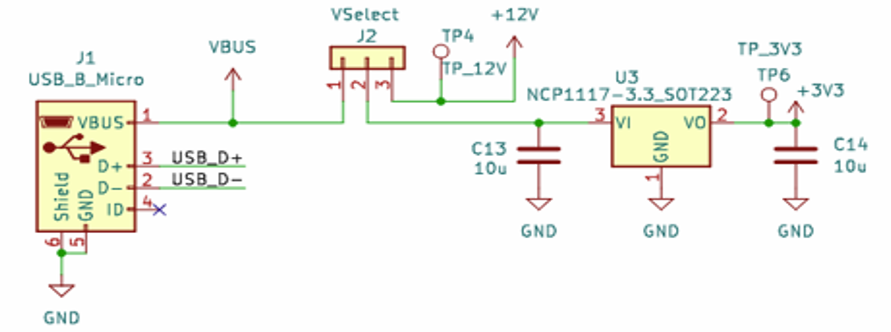 J1
USB_B_Micro
VBUS
VBUS
1
D+
3
USB_D+
D-
2
USB_D-
ID
4
Shield
GND
6
5
GND
VSelect
J2
1
2
3
TP4
TP_12V
+12V
U3
NCP1117-3.3_SOT223
3
VI
VO
2
GND
1
GND
C13
10u
GND
TP_3V3
TP6
+3V3
C14
10u
GND